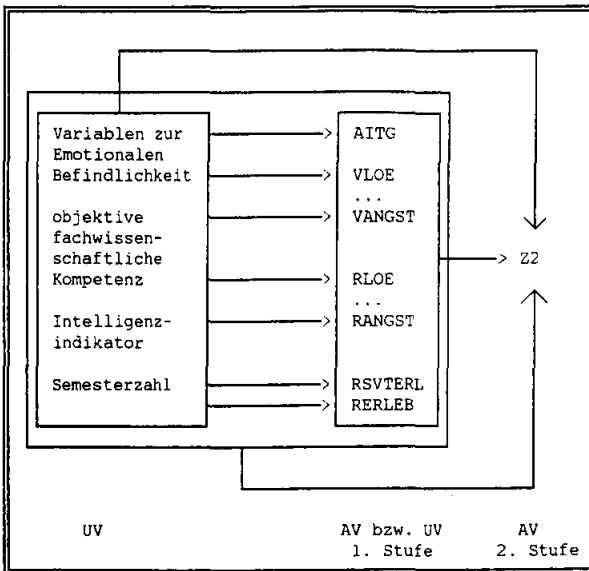 Variablen zur
Emotionalen
Befindlichkeit
objektive
fachwissen-
schaftliche
Kompetenz
Intelligenz-
indikator
Semesterzahl
AITG
VLOE
...
VANGST
RLOE
...
RANGST
RSVTERL
RERLEB
Z2
UV
AV bzw. UV
1. Stufe
AV
2. Stufe